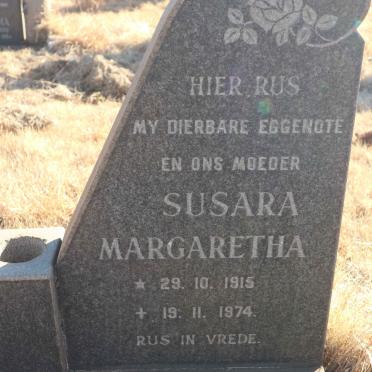 HIER RUS
MY DIERBARE EGGENOTE
EN ONS MOEDER
SUSARA
MARGARETHA
* 29. 10. 1915
+ 19. 11. 1974.
RUS IN VREDE.